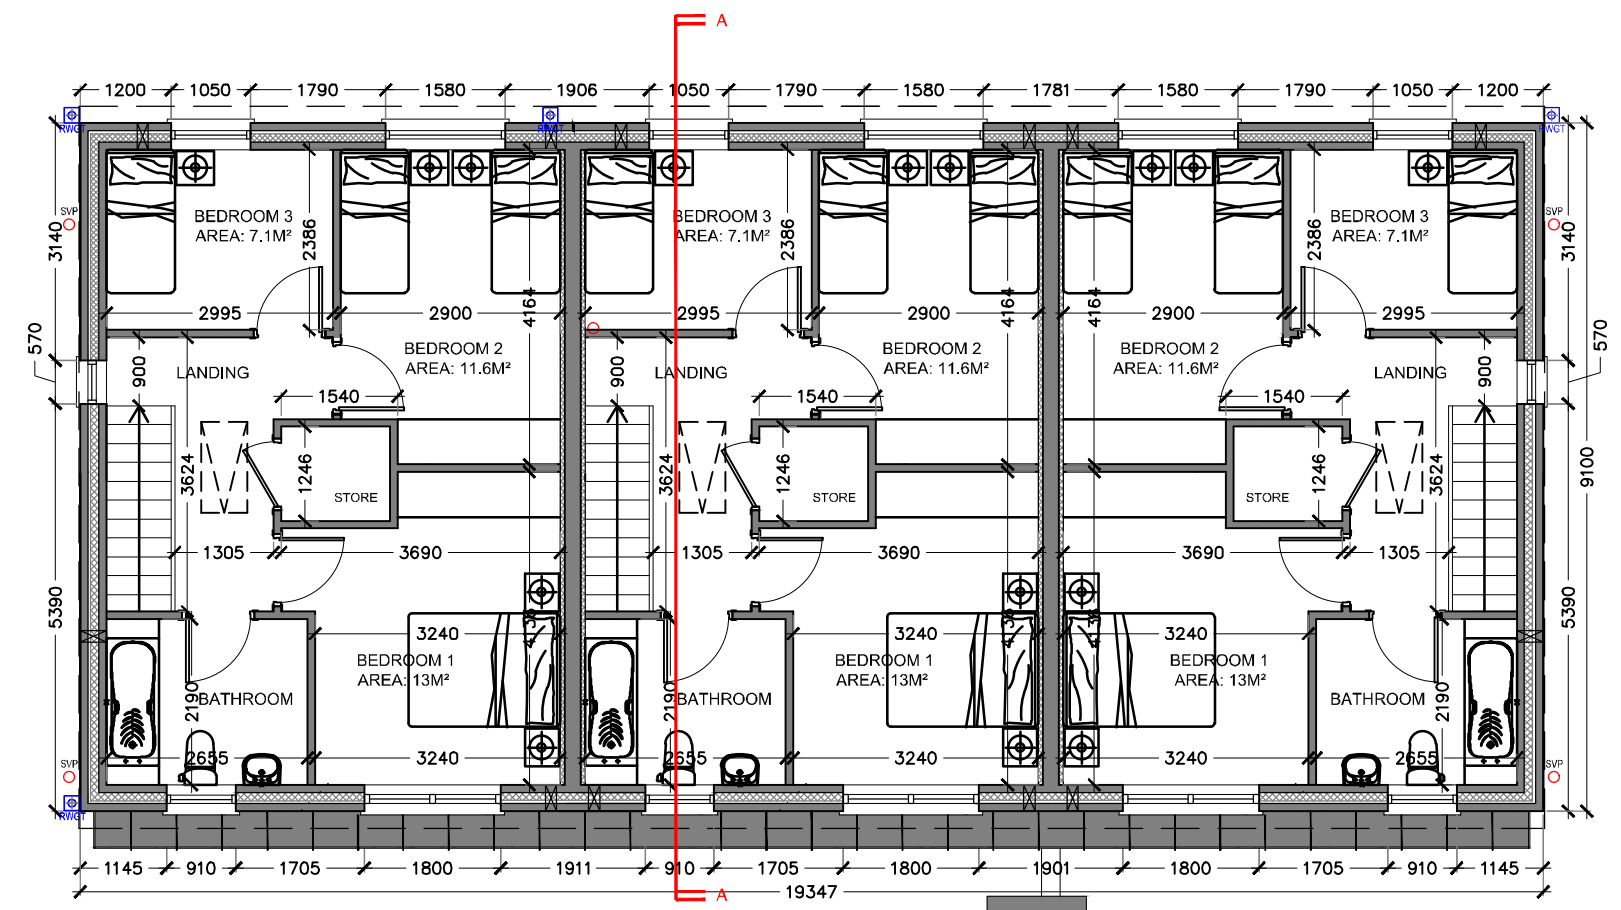 A
1200 1050 1790 1580 1906 1050 1790 1580 1781 1580 1790 1050 1200
RWGT RWGT RWGT
SVP SVP
3140 3140
BEDROOM 3 BEDROOM 3 BEDROOM 3
AREA: 7.1M² AREA: 7.1M² AREA: 7.1M²
2386 2386 2386
4164 4164 4164
2995 2900 2995 2900 2900 2995
570 570
BEDROOM 2 BEDROOM 2 BEDROOM 2
AREA: 11.6M² AREA: 11.6M² AREA: 11.6M²
LANDING LANDING LANDING
900 900 900
1540 1540 1540
3624 1246 3624 1246 1246 3624
9100
STORE STORE STORE
1305 3690 1305 3690 3690 1305
5390 5390
3240 3240 3240
BEDROOM 1 BEDROOM 1 BEDROOM 1
AREA: 13M² AREA: 13M² AREA: 13M²
2190 2190 2190
BATHROOM BATHROOM BATHROOM
2655 3240 2655 3240 3240 2655
SVP SVP
RWGT
1145 910 1705 1800 1911 910 1705 1800 1901 1800 1705 910 1145
19347
A